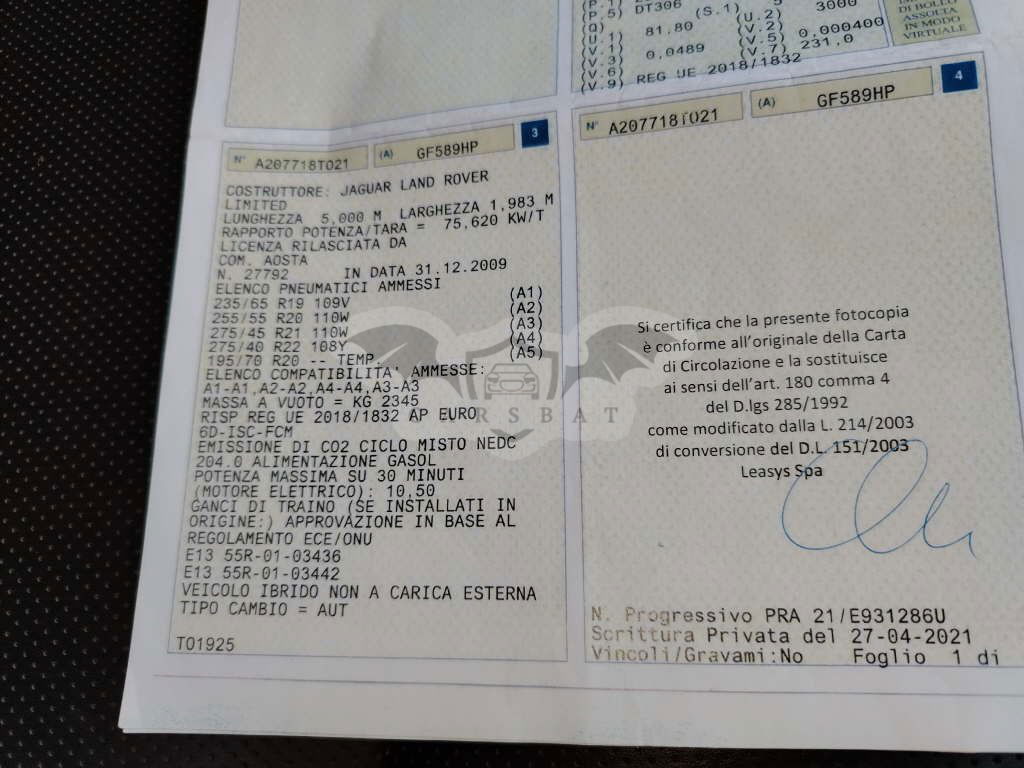 (P.5) DT306 (S.1) 5 3000
(Q) (U.2)
(U.1) 81,80 (V.2)
(V.1) (V.5) 0,000400
(V.3) 0,0489 (V.7) 231,0
(V.6)
(V.9) REG UE 2018/1832
DI BOLLO
ASSOLTA
IN MODO
VIRTUALE
N° A207718T021 (A) GF589HP 3
COSTRUTTORE: JAGUAR LAND ROVER
LIMITED
LUNGHEZZA 5,000 M LARGHEZZA 1,983 M
RAPPORTO POTENZA/TARA = 75,620 KW/T
LICENZA RILASCIATA DA
COM. AOSTA
N. 27792 IN DATA 31.12.2009
ELENCO PNEUMATICI AMMESSI
235/65 R19 109V (A1)
255/55 R20 110W (A2)
275/45 R21 110W (A3)
275/40 R22 108Y (A4)
195/70 R20 -- TEMP. (A5)
ELENCO COMPATIBILITA' AMMESSE:
A1-A1,A2-A2,A4-A4,A3-A3
MASSA A VUOTO = KG 2345
RISP REG UE 2018/1832 AP EURO
6D-ISC-FCM
EMISSIONE DI CO2 CICLO MISTO NEDC
204.0 ALIMENTAZIONE GASOL
POTENZA MASSIMA SU 30 MINUTI
(MOTORE ELETTRICO): 10,50
GANCI DI TRAINO (SE INSTALLATI IN
ORIGINE:) APPROVAZIONE IN BASE AL
REGOLAMENTO ECE/ONU
E13 55R-01-03436
E13 55R-01-03442
VEICOLO IBRIDO NON A CARICA ESTERNA
TIPO CAMBIO = AUT
T01925
N° A207718T021 (A) GF589HP 4
Si certifica che la presente fotocopia
è conforme all'originale della Carta
di Circolazione e la sostituisce
ai sensi dell'art. 180 comma 4
del D.lgs 285/1992
come modificato dalla L. 214/2003
di conversione del D.L 151/2003
Leasys Spa
N. Progressivo PRA 21/E931286U
Scrittura Privata del 27-04-2021
Vincoli/Gravami:No Foglio 1 di
CARSBAT